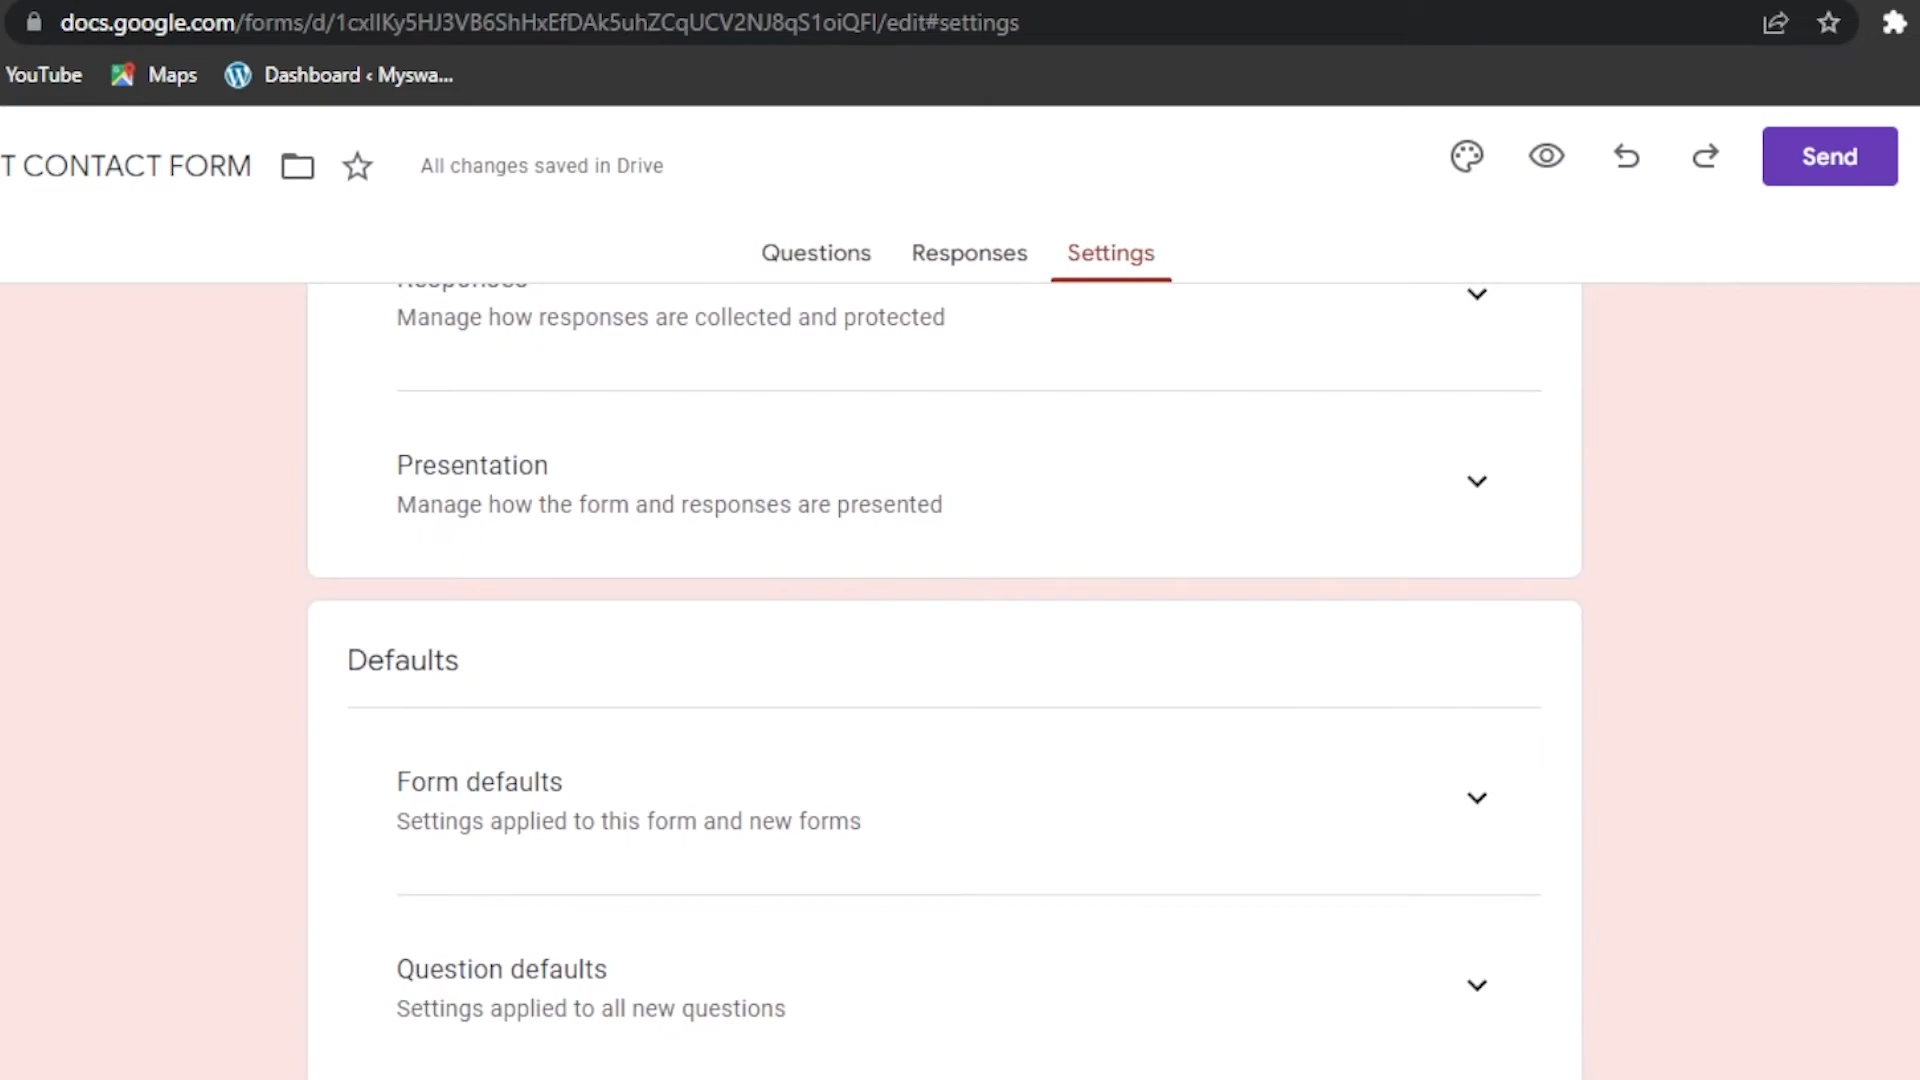 docs.google.com/forms/d/1cxIIKy5HJ3VB6ShHxEfDAk5uhZCqUCV2NJ8qS1oiQFI/edit#settings
YouTube Maps Dashboard ‹ Myswa...
T CONTACT FORM All changes saved in Drive Send
Questions Responses Settings
Responses
Manage how responses are collected and protected
Presentation
Manage how the form and responses are presented
Defaults
Form defaults
Settings applied to this form and new forms
Question defaults
Settings applied to all new questions